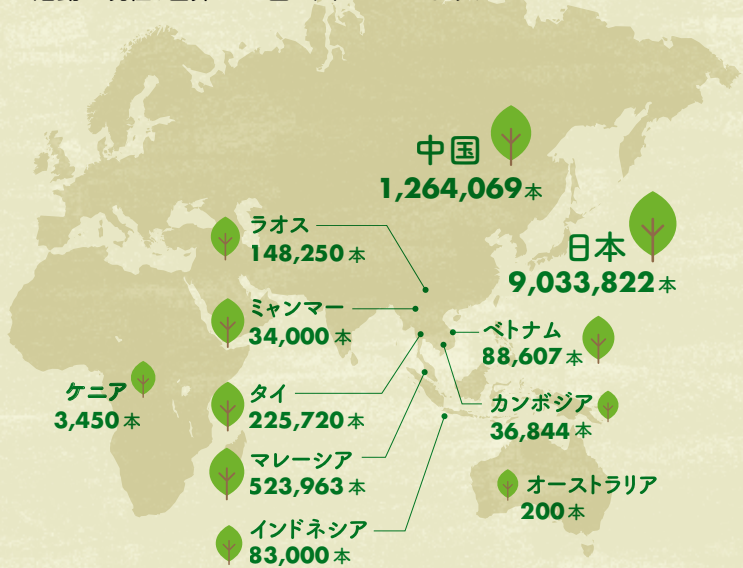 中国
1,264,069本
日本
9,033,822本
ラオス
148,250本
ミャンマー
34,000本
ベトナム
88,607本
ケニア
3,450本
タイ
225,720本
カンボジア
36,844本
マレーシア
523,963本
オーストラリア
200本
インドネシア
83,000本